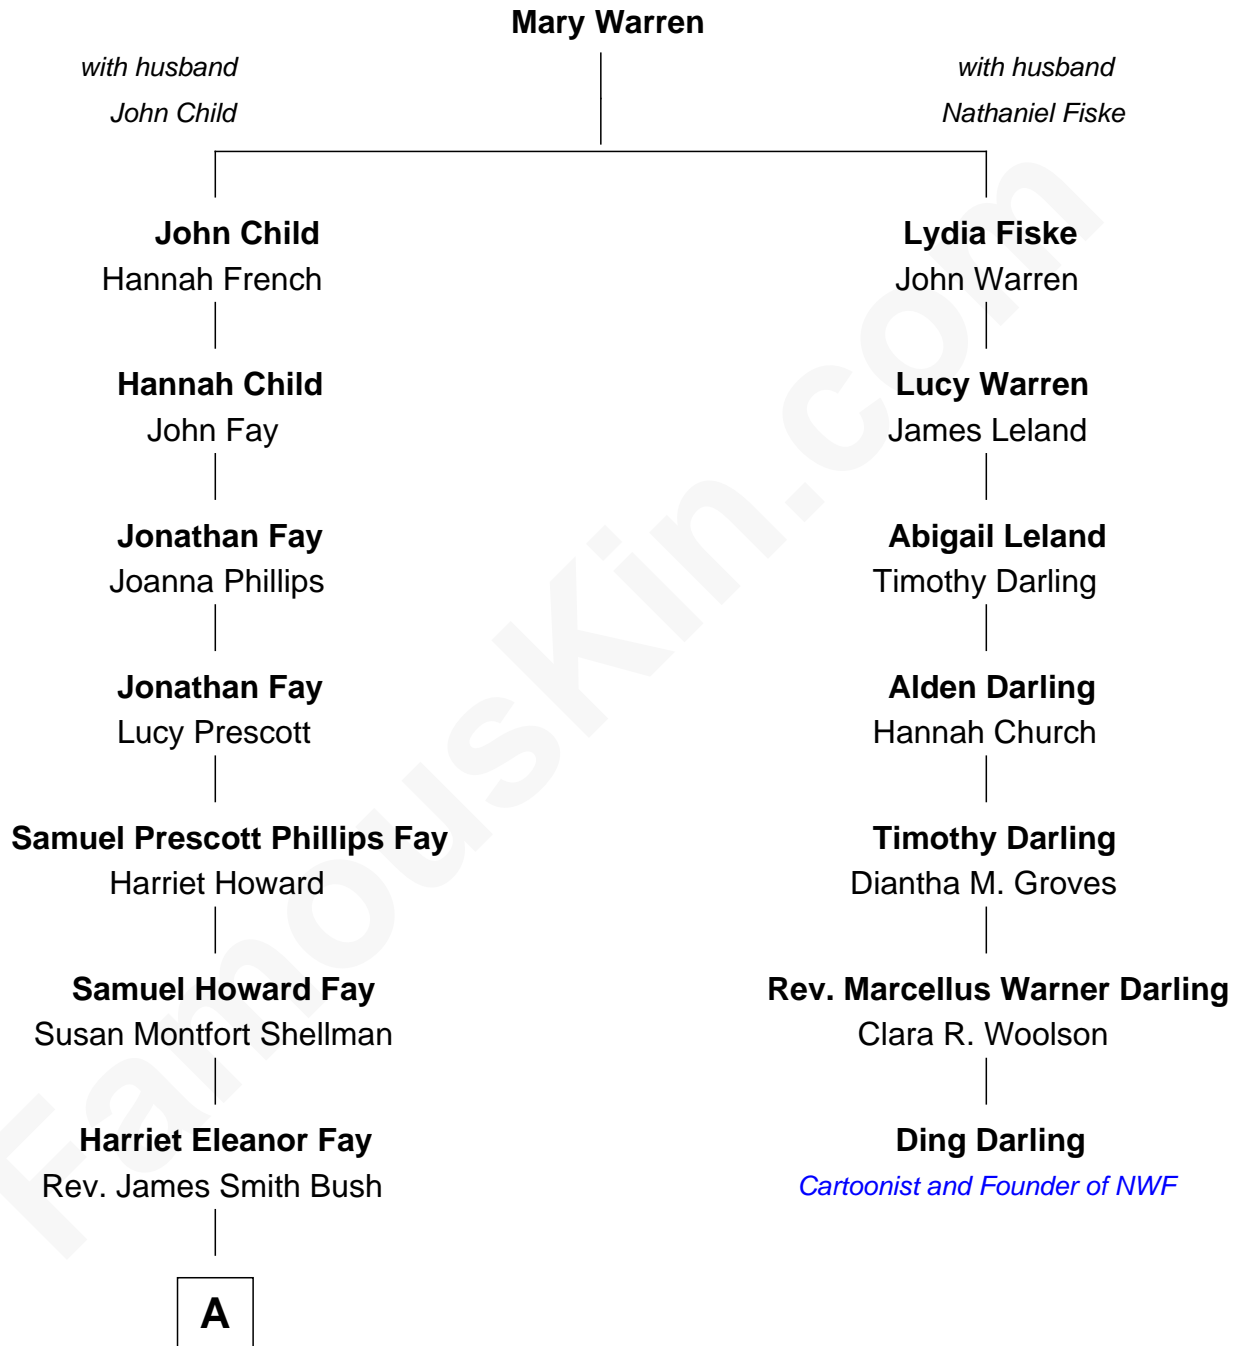 Mary Warren
with husband
John Child
with husband
Nathaniel Fiske
John Child
Hannah French
Hannah Child
John Fay
Jonathan Fay
Joanna Phillips
Jonathan Fay
Lucy Prescott
Samuel Prescott Phillips Fay
Harriet Howard
Samuel Howard Fay
Susan Montfort Shellman
Harriet Eleanor Fay
Rev. James Smith Bush
A
Lydia Fiske
John Warren
Lucy Warren
James Leland
Abigail Leland
Timothy Darling
Alden Darling
Hannah Church
Timothy Darling
Diantha M. Groves
Rev. Marcellus Warner Darling
Clara R. Woolson
Ding Darling
Cartoonist and Founder of NWF
FamousKin.com